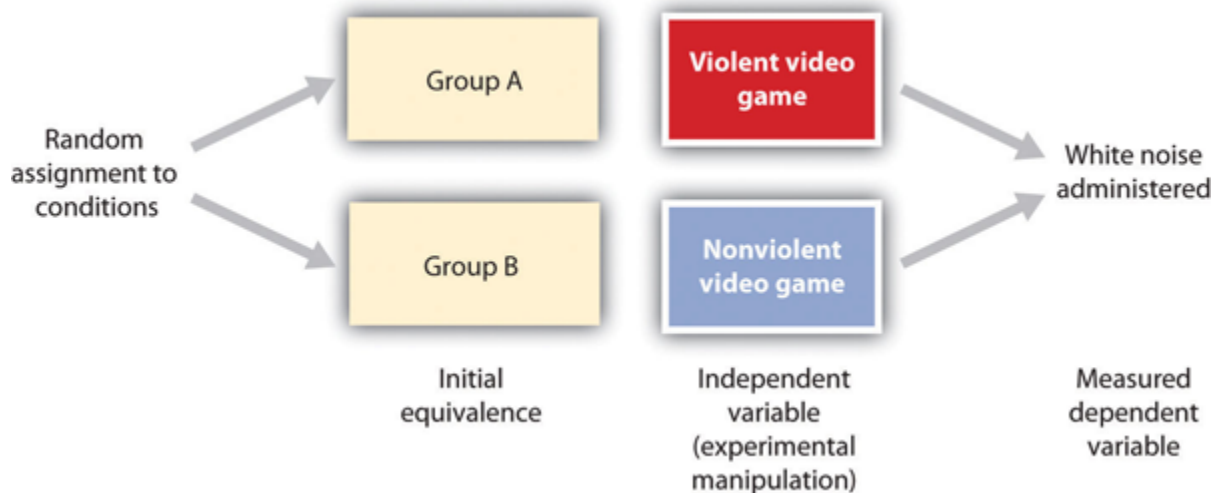 Random
assignment to
conditions
Group A
Group B
Initial
equivalence
Violent video
game
Nonviolent
video game
Independent
variable
(experimental
manipulation)
White noise
administered
Measured
dependent
variable